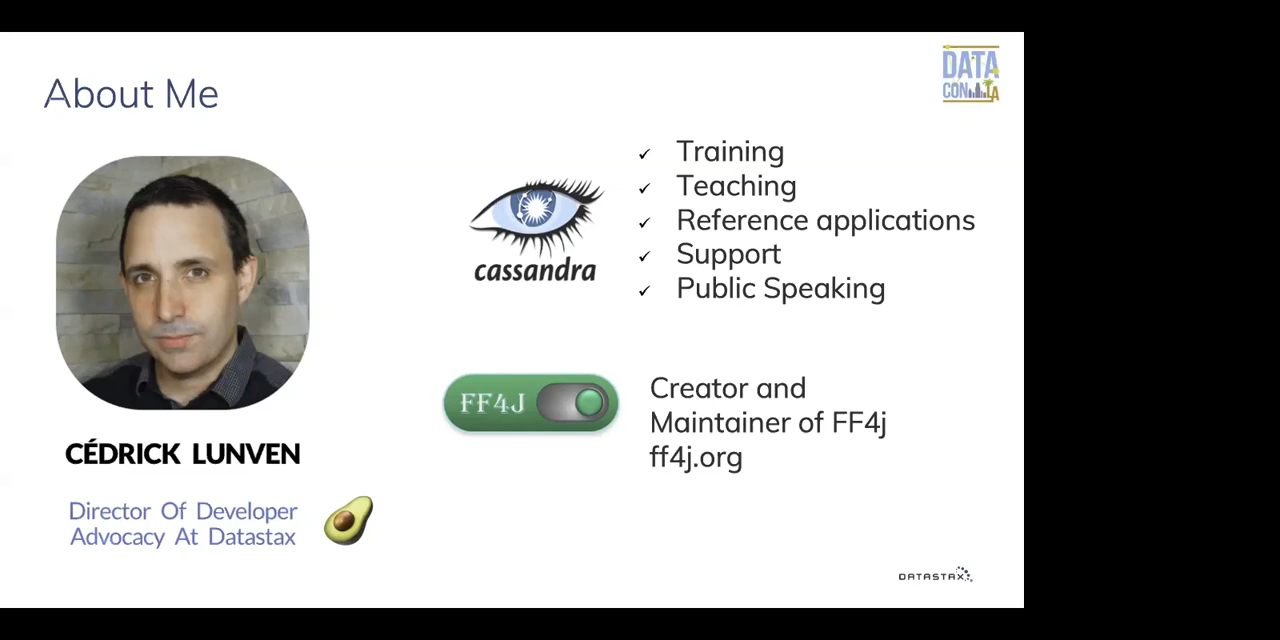 About Me
DATA
CON LA
Training
Teaching
Reference applications
Support
Public Speaking
cassandra
FF4J
Creator and
Maintainer of FF4j
ff4j.org
CÉDRICK LUNVEN
Director Of Developer
Advocacy At Datastax
DATASTAX